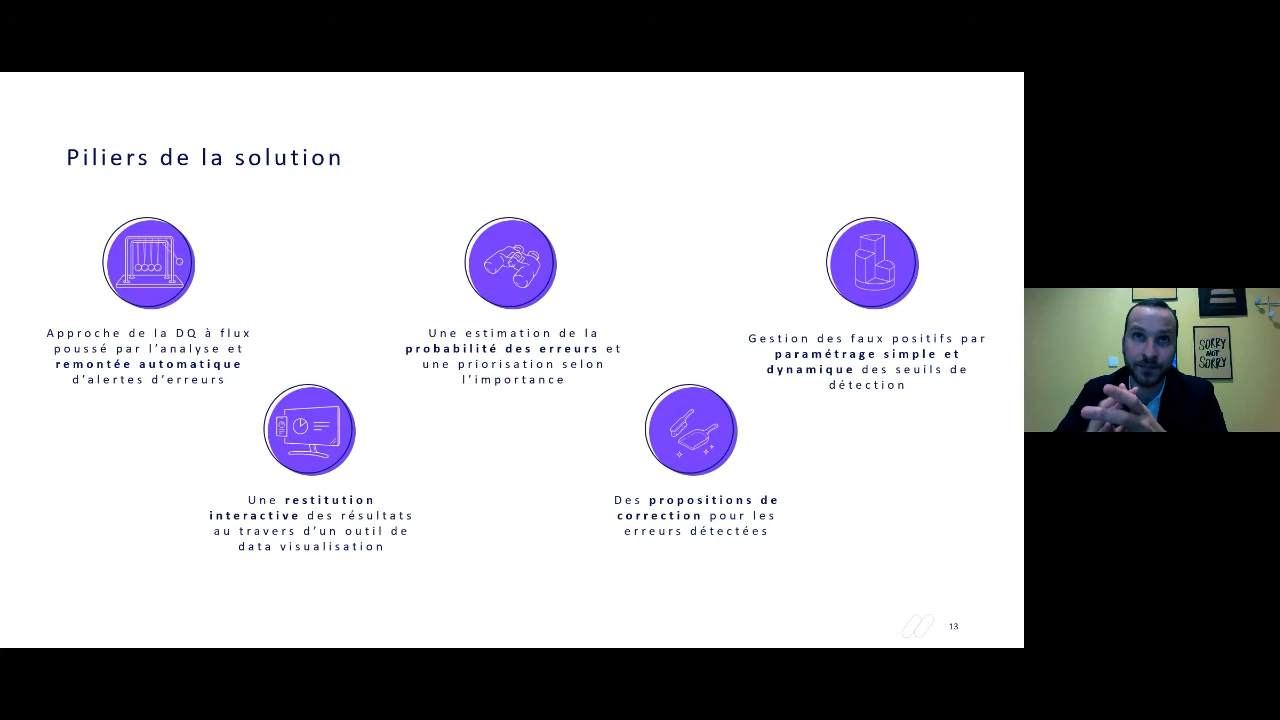 Piliers de la solution
Approche de la DQ à flux
poussé par l’analyse et
remontée automatique
d’alertes d’erreurs
Une restitution
interactive des résultats
au travers d’un outil de
data visualisation
Une estimation de la
probabilité des erreurs et
une priorisation selon
l’importance
Des propositions de
correction pour les
erreurs détectées
Gestion des faux positifs par
paramétrage simple et
dynamique des seuils de
détection
13
SORRY
NOT
SORRY